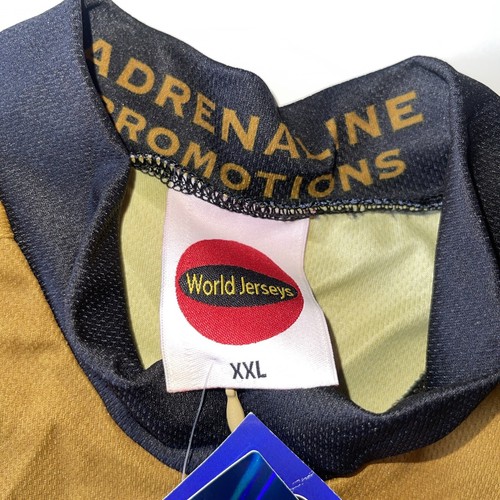 ADRENALINE
PROMOTIONS
World Jerseys
XXL